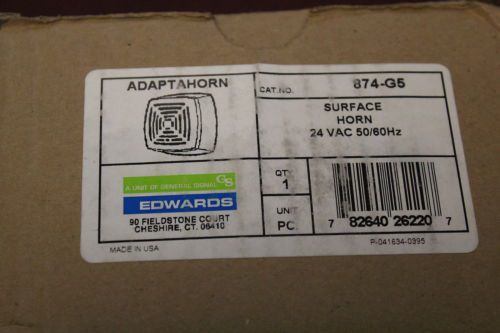 ADAPTAHORN
CAT.NO. 874-G5
SURFACE
HORN
24 VAC 50/60Hz
A UNIT OF GENERAL SIGNAL GS
EDWARDS
90 FIELDSTONE COURT
CHESHIRE, CT. 06410
QTY
1
UNIT
PC
7 82640 26220 7
MADE IN USA
P-041634-0395